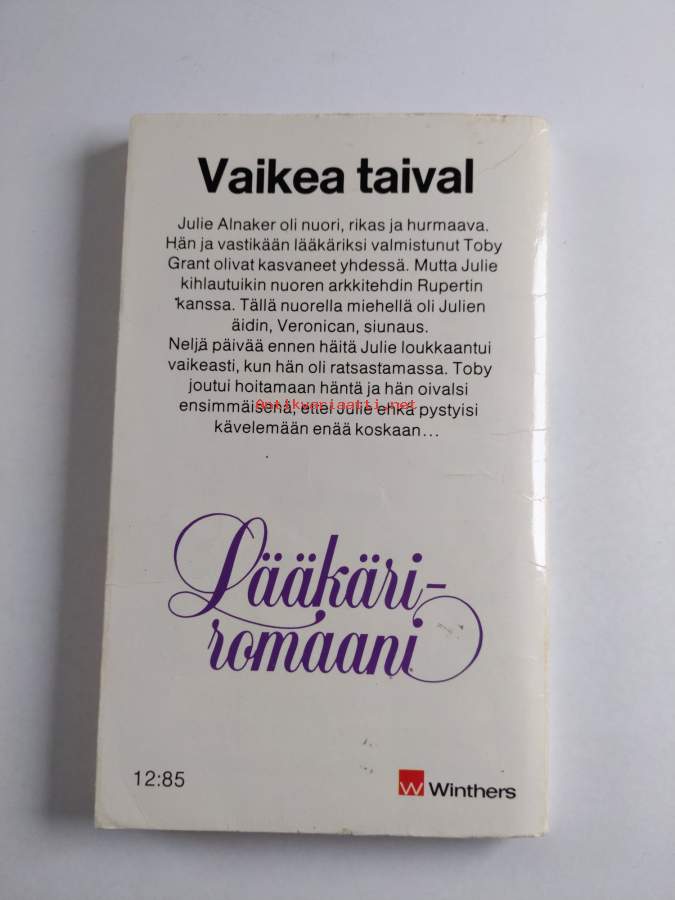 Vaikea taival
Julie Alnaker oli nuori, rikas ja hurmaava.
Hän ja vastikään lääkäriksi valmistunut Toby
Grant olivat kasvaneet yhdessä. Mutta Julie
kihlautuikin nuoren arkkitehdin Rupertin
kanssa. Tällä nuorella miehellä oli Julien
äidin, Veronican, siunaus.
Neljä päivää ennen häitä Julie loukkaantui
vaikeasti, kun hän oli ratsastamassa. Toby
joutui hoitamaan häntä ja hän oivalsi
ensimmäisenä, ettei Julie ehkä pystyisi
Antikvariaatti.net
kävelemään enää koskaan...
Lääkäri-
romaani
12:85
W Winthers